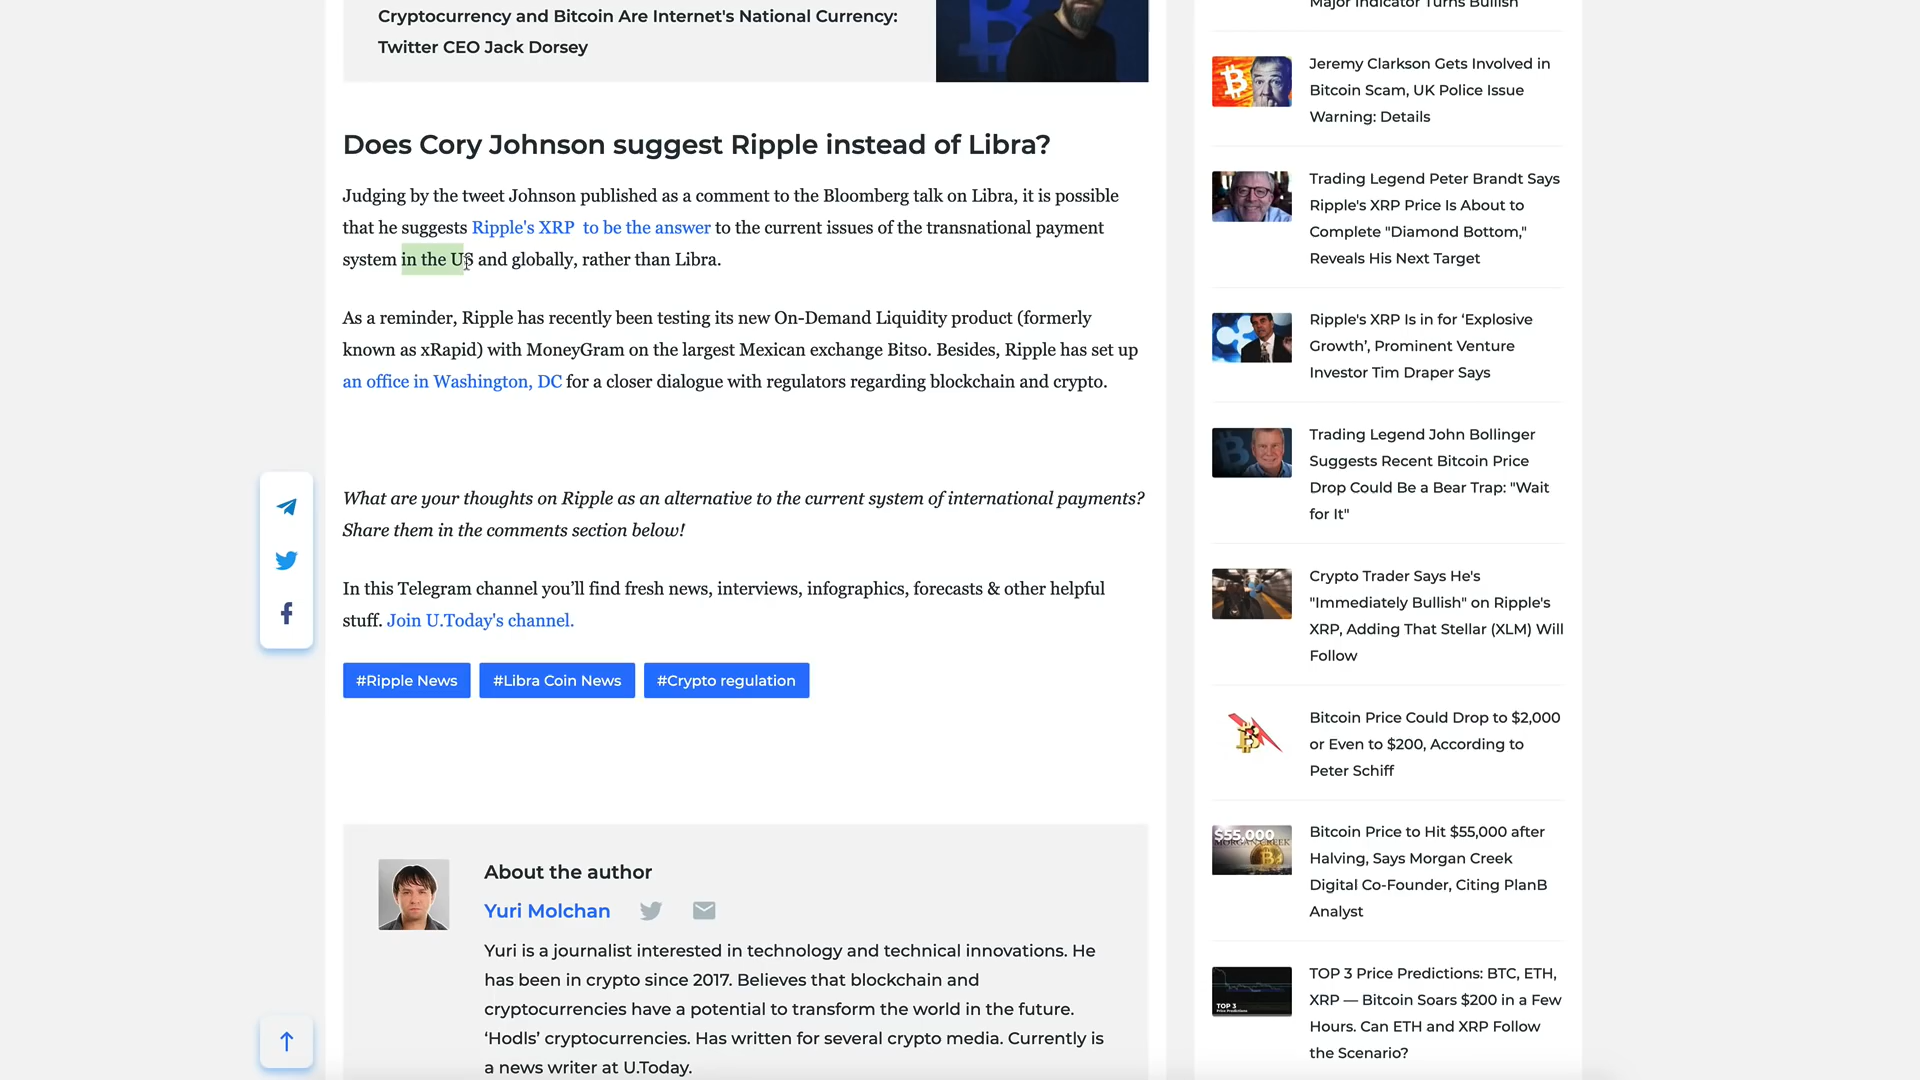 Cryptocurrency and Bitcoin Are Internet's National Currency:
Twitter CEO Jack Dorsey
Does Cory Johnson suggest Ripple instead of Libra?
Judging by the tweet Johnson published as a comment to the Bloomberg talk on Libra, it is possible
that he suggests Ripple's XRP to be the answer to the current issues of the transnational payment
system in the US and globally, rather than Libra.
As a reminder, Ripple has recently been testing its new On-Demand Liquidity product (formerly
known as xRapid) with MoneyGram on the largest Mexican exchange Bitso. Besides, Ripple has set up
an office in Washington, DC for a closer dialogue with regulators regarding blockchain and crypto.
What are your thoughts on Ripple as an alternative to the current system of international payments?
Share them in the comments section below!
In this Telegram channel you’ll find fresh news, interviews, infographics, forecasts & other helpful
stuff. Join U.Today's channel.
#Ripple News #Libra Coin News #Crypto regulation
About the author
Yuri Molchan
Yuri is a journalist interested in technology and technical innovations. He
has been in crypto since 2017. Believes that blockchain and
cryptocurrencies have a potential to transform the world in the future.
‘Hodls’ cryptocurrencies. Has written for several crypto media. Currently is
a news writer at U.Today.
Major Indicator Turns Bullish
Jeremy Clarkson Gets Involved in
Bitcoin Scam, UK Police Issue
Warning: Details
Trading Legend Peter Brandt Says
Ripple's XRP Price Is About to
Complete "Diamond Bottom,"
Reveals His Next Target
Ripple's XRP Is in for ‘Explosive
Growth’, Prominent Venture
Investor Tim Draper Says
Trading Legend John Bollinger
Suggests Recent Bitcoin Price
Drop Could Be a Bear Trap: "Wait
for It"
Crypto Trader Says He's
"Immediately Bullish" on Ripple's
XRP, Adding That Stellar (XLM) Will
Follow
Bitcoin Price Could Drop to $2,000
or Even to $200, According to
Peter Schiff
$55,000
MORGAN CREEK
Bitcoin Price to Hit $55,000 after
Halving, Says Morgan Creek
Digital Co-Founder, Citing PlanB
Analyst
TOP 3
Price Predictions
TOP 3 Price Predictions: BTC, ETH,
XRP — Bitcoin Soars $200 in a Few
Hours. Can ETH and XRP Follow
the Scenario?